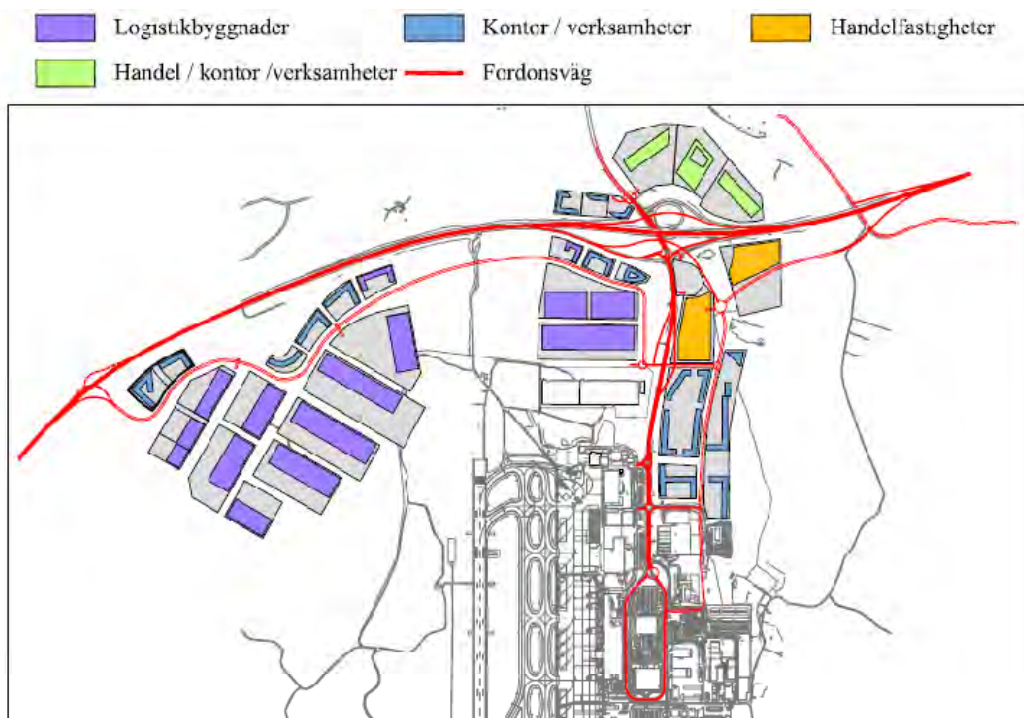 Logistikbyggnader
Kontor / verksamheter
Handelfastigheter
Handel / kontor /verksamheter
Fordonsväg